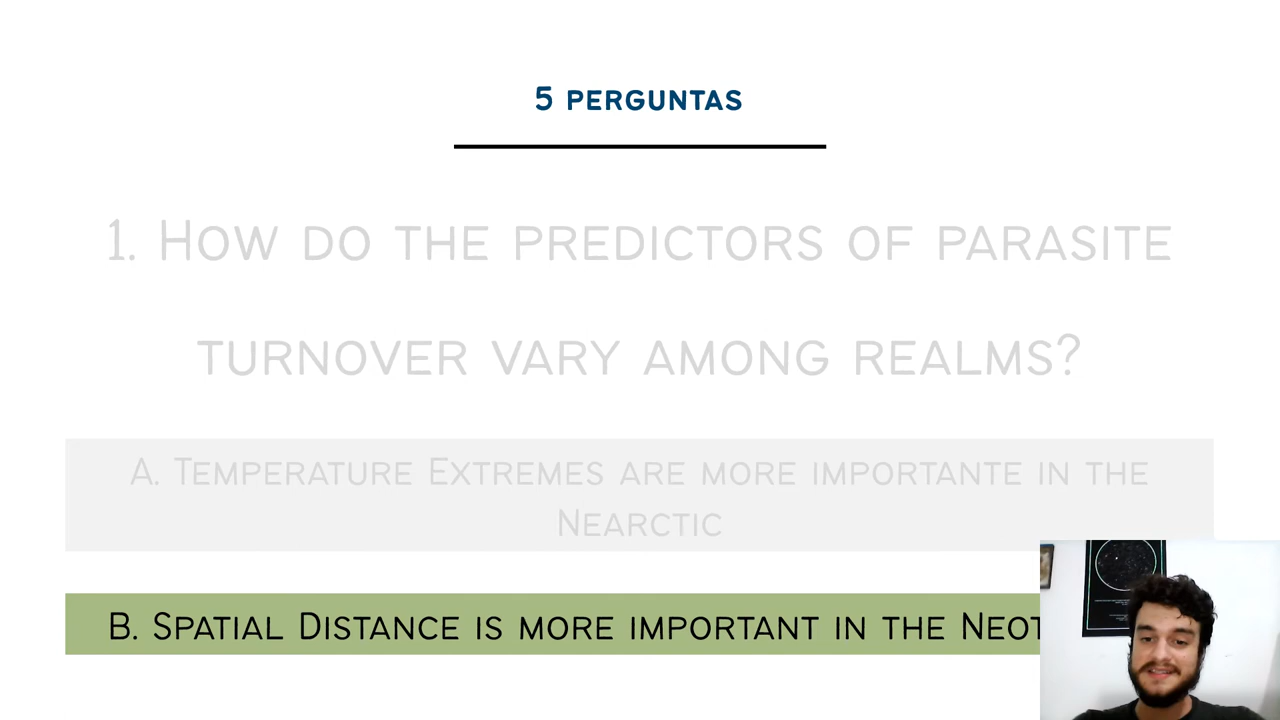 5 PERGUNTAS
1. HOW DO THE PREDICTORS OF PARASITE
TURNOVER VARY AMONG REALMS?
A. TEMPERATURE EXTREMES ARE MORE IMPORTANTE IN THE
NEARCTIC
B. SPATIAL DISTANCE IS MORE IMPORTANT IN THE